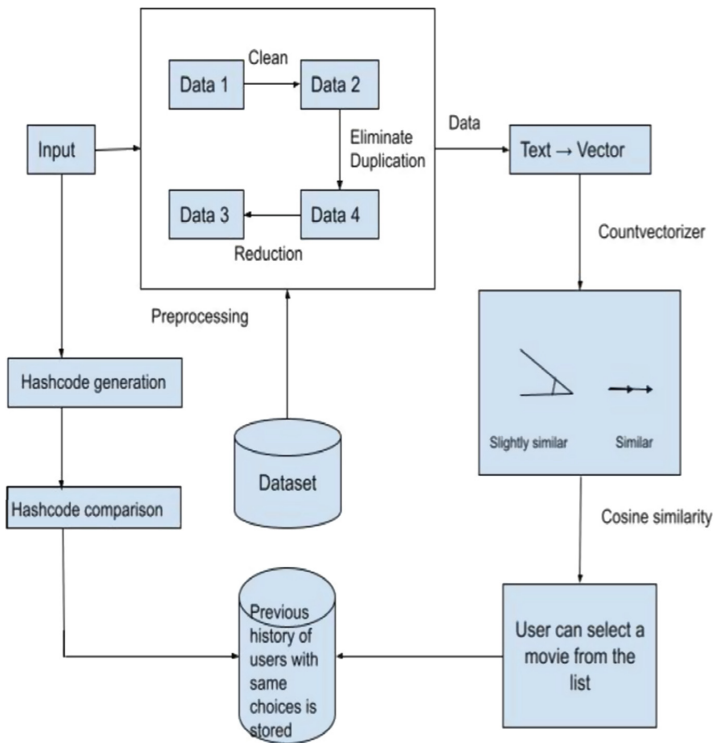 Clean
Data 1
Data 2
Eliminate
Duplication
Data 3
Data 4
Reduction
Input
Data
Text → Vector
Countvectorizer
Preprocessing
Slightly similar
Similar
Hashcode generation
Dataset
Hashcode comparison
Cosine similarity
Previous
history of
users with
same
choices is
stored
User can select a
movie from the
list